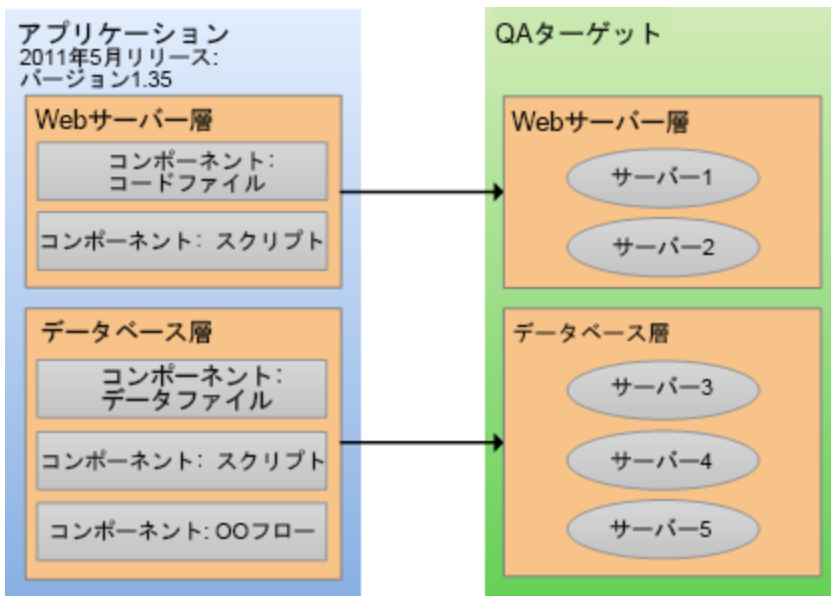 アプリケーション
2011年5月リリース:
バージョン1.35
Webサーバー層
コンポーネント:
コードファイル
コンポーネント: スクリプト
データベース層
コンポーネント:
データファイル
コンポーネント: スクリプト
コンポーネント: OOフロー
QAターゲット
Webサーバー層
サーバー1
サーバー2
データベース層
サーバー3
サーバー4
サーバー5